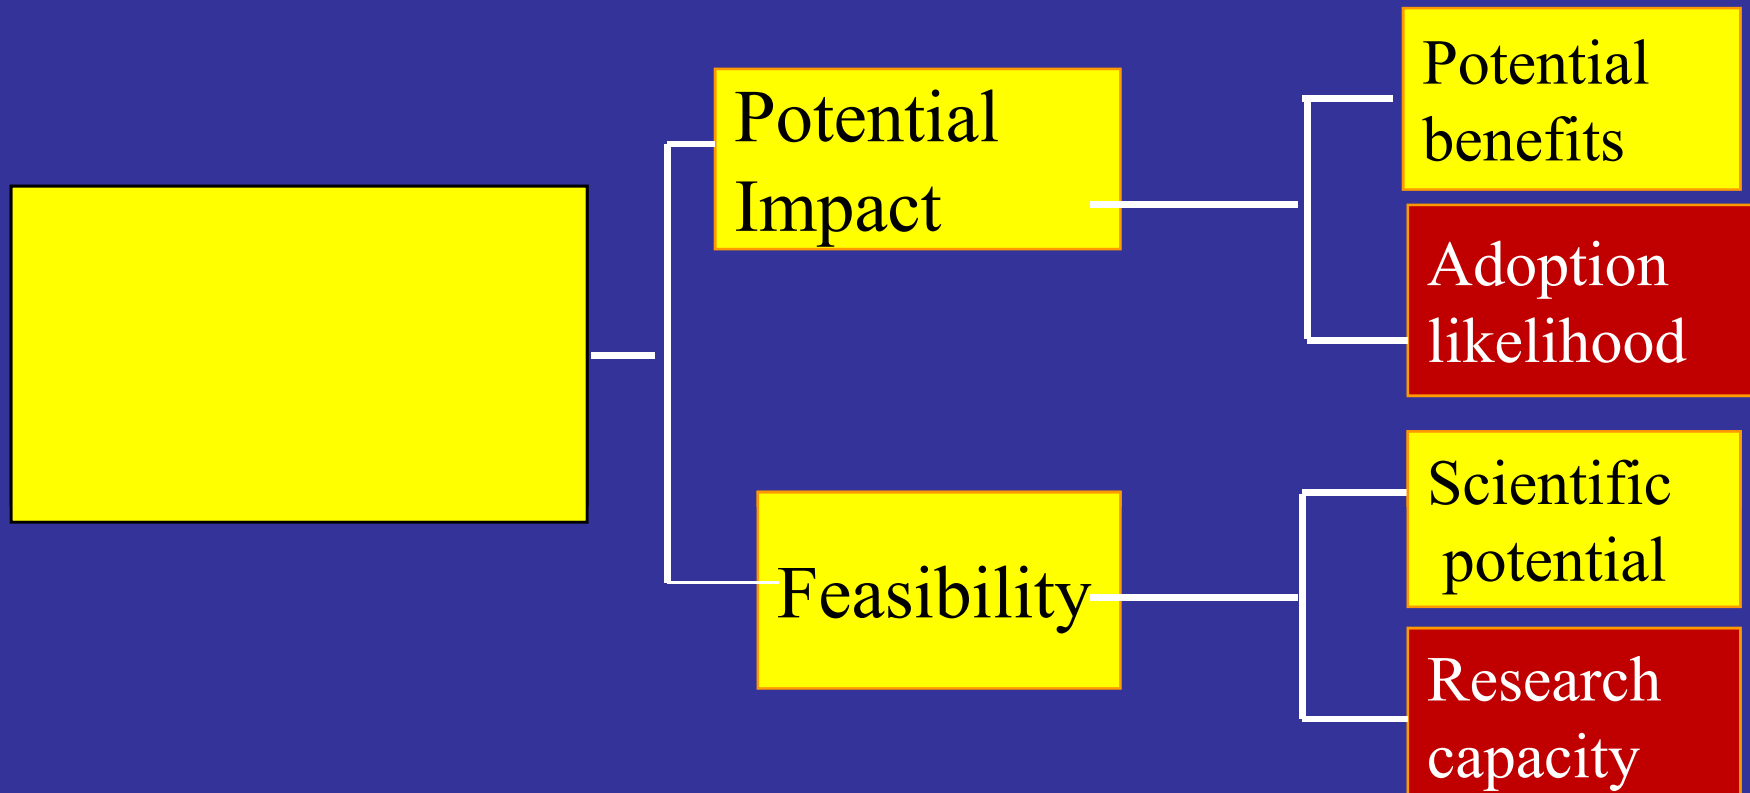 Potential
Impact
Potential
benefits
Adoption
likelihood
Feasibility
Scientific
potential
Research
capacity